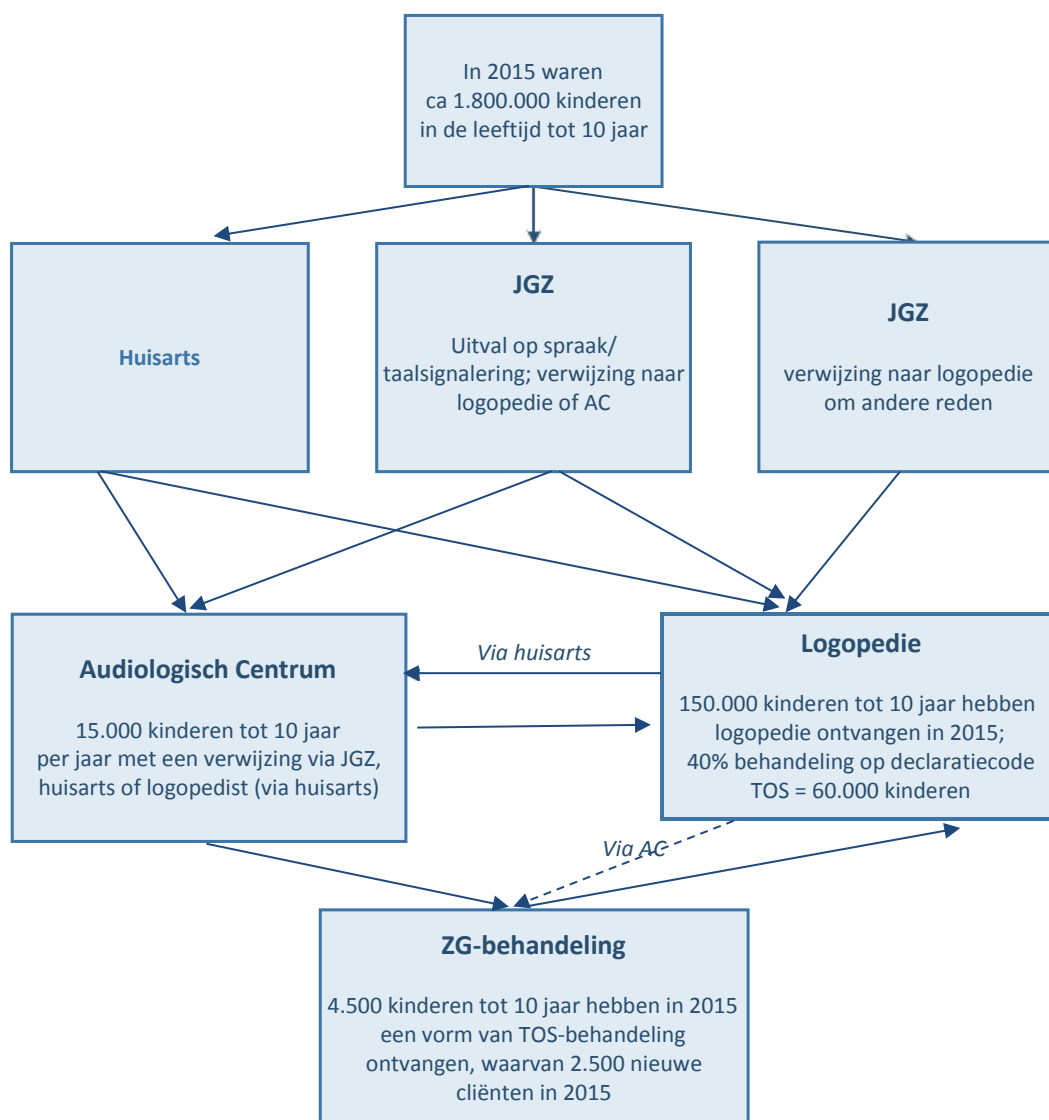 In 2015 waren
ca 1.800.000 kinderen
in de leeftijd tot 10 jaar
Huisarts
JGZ
Uitval op spraak/
taalsignalering; verwijzing naar
logopedie of AC
JGZ
verwijzing naar logopedie
om andere reden
Audiologisch Centrum
15.000 kinderen tot 10 jaar
per jaar met een verwijzing via JGZ,
huisarts of logopedist (via huisarts)
Via huisarts
Logopedie
150.000 kinderen tot 10 jaar hebben
logopedie ontvangen in 2015;
40% behandeling op declaratiecode
TOS = 60.000 kinderen
Via AC
ZG-behandeling
4.500 kinderen tot 10 jaar hebben in 2015
een vorm van TOS-behandeling
ontvangen, waarvan 2.500 nieuwe
cliënten in 2015